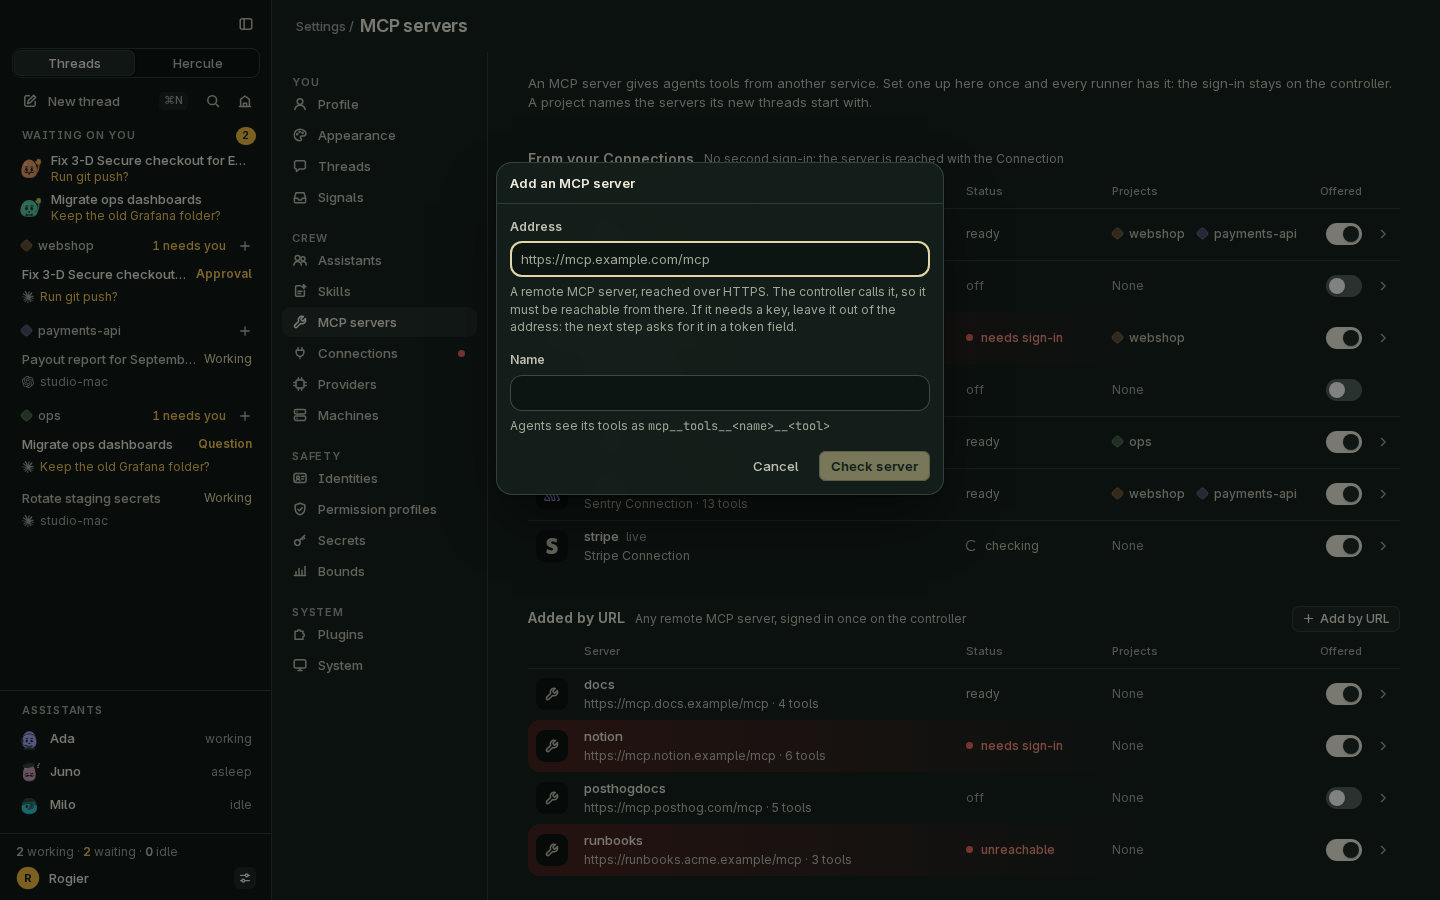 Settings / MCP servers
Threads
Hercule
New thread
⌘N
WAITING ON YOU
2
Fix 3-D Secure checkout for E...
Run git push?
Migrate ops dashboards
Keep the old Grafana folder?
webshop
1 needs you
Fix 3-D Secure checkout...
Approval
Run git push?
payments-api
Payout report for Septemb...
Working
studio-mac
ops
1 needs you
Migrate ops dashboards
Question
Keep the old Grafana folder?
Rotate staging secrets
Working
studio-mac
ASSISTANTS
Ada
working
Juno
asleep
Milo
idle
2 working · 2 waiting · 0 idle
R
Rogier
YOU
Profile
Appearance
Threads
Signals
CREW
Assistants
Skills
MCP servers
Connections
Providers
Machines
SAFETY
Identities
Permission profiles
Secrets
Bounds
SYSTEM
Plugins
System
An MCP server gives agents tools from another service. Set one up here once and every runner has it: the sign-in stays on the controller.
A project names the servers its new threads start with.
From your Connections
No second sign-in: the server is reached with the Connection
Status
Projects
Offered
ready
webshop
payments-api
off
None
needs sign-in
webshop
off
None
ready
ops
Sentry Connection · 13 tools
ready
webshop
payments-api
S
stripe live
Stripe Connection
checking
None
Add an MCP server
Address
https://mcp.example.com/mcp
A remote MCP server, reached over HTTPS. The controller calls it, so it
must be reachable from there. If it needs a key, leave it out of the
address: the next step asks for it in a token field.
Name
Agents see its tools as mcp__tools__<name>__<tool>
Cancel
Check server
Added by URL
Any remote MCP server, signed in once on the controller
Add by URL
Server
Status
Projects
Offered
docs
https://mcp.docs.example/mcp · 4 tools
ready
None
notion
https://mcp.notion.example/mcp · 6 tools
needs sign-in
None
posthogdocs
https://mcp.posthog.com/mcp · 5 tools
off
None
runbooks
https://runbooks.acme.example/mcp · 3 tools
unreachable
None